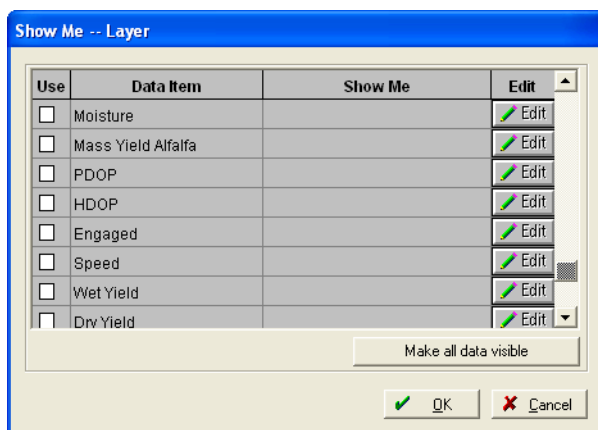 Show Me -- Layer
Use Data Item Show Me Edit
Moisture Edit
Mass Yield Alfalfa Edit
PDOP Edit
HDOP Edit
Engaged Edit
Speed Edit
Wet Yield Edit
Dry Yield Edit
Make all data visible
OK Cancel